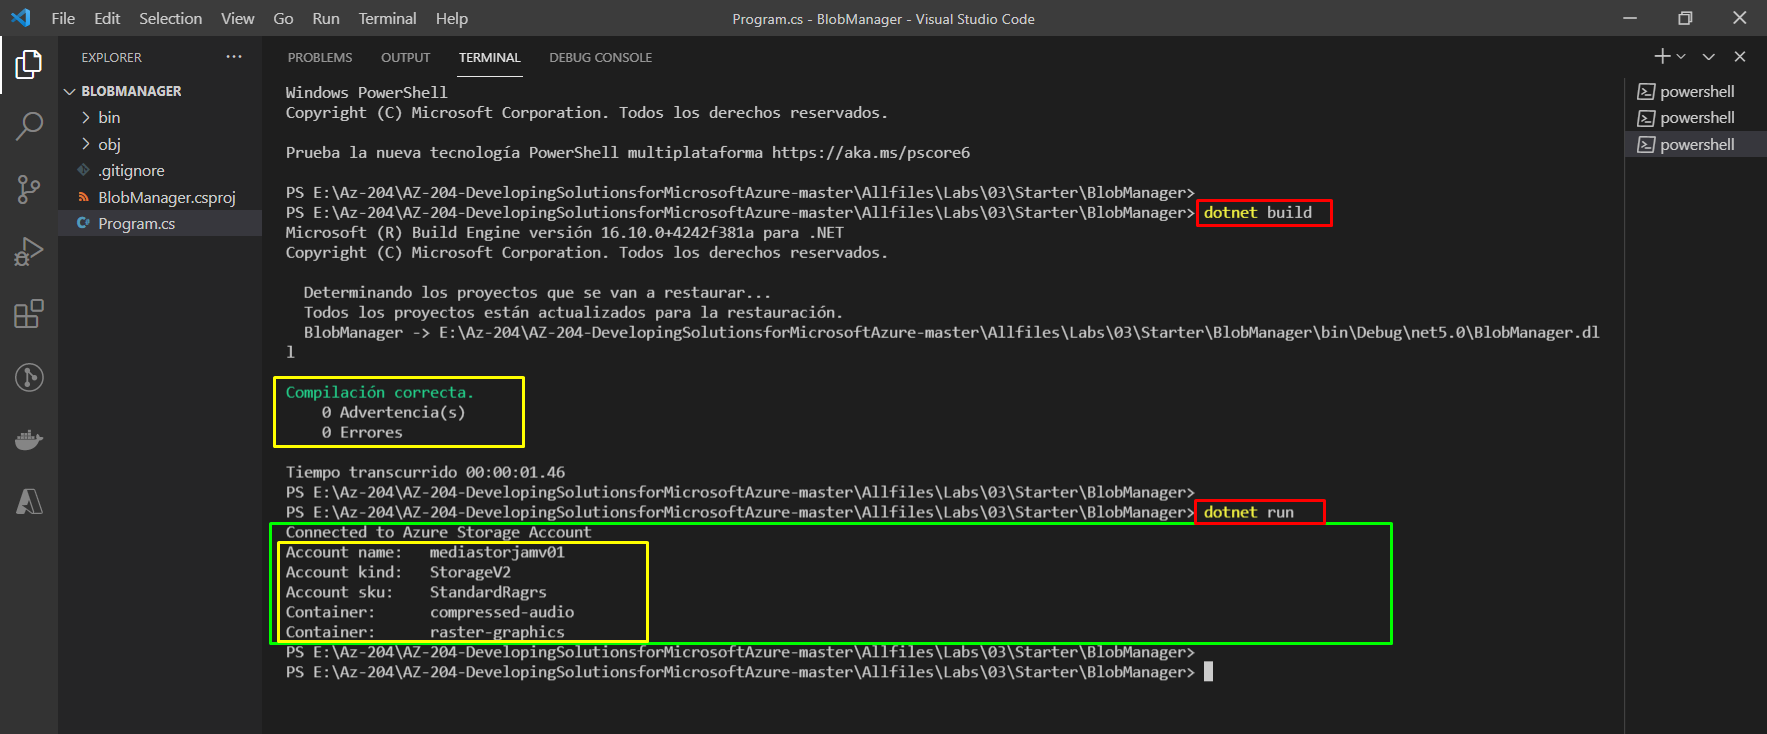 File Edit Selection View Go Run Terminal Help
Program.cs - BlobManager - Visual Studio Code
EXPLORER
BLOBMANAGER
bin
obj
.gitignore
BlobManager.csproj
Program.cs
PROBLEMS OUTPUT TERMINAL DEBUG CONSOLE
Windows PowerShell
Copyright (C) Microsoft Corporation. Todos los derechos reservados.
Prueba la nueva tecnología PowerShell multiplataforma https://aka.ms/pscore6
PS E:\Az-204\AZ-204-DevelopingSolutionsforMicrosoftAzure-master\Allfiles\Labs\03\Starter\BlobManager>
PS E:\Az-204\AZ-204-DevelopingSolutionsforMicrosoftAzure-master\Allfiles\Labs\03\Starter\BlobManager> dotnet build
Microsoft (R) Build Engine versión 16.10.0+4242f381a para .NET
Copyright (C) Microsoft Corporation. Todos los derechos reservados.
Determinando los proyectos que se van a restaurar...
Todos los proyectos están actualizados para la restauración.
BlobManager -> E:\Az-204\AZ-204-DevelopingSolutionsforMicrosoftAzure-master\Allfiles\Labs\03\Starter\BlobManager\bin\Debug\net5.0\BlobManager.dl
l
Compilación correcta.
0 Advertencia(s)
0 Errores
Tiempo transcurrido 00:00:01.46
PS E:\Az-204\AZ-204-DevelopingSolutionsforMicrosoftAzure-master\Allfiles\Labs\03\Starter\BlobManager>
PS E:\Az-204\AZ-204-DevelopingSolutionsforMicrosoftAzure-master\Allfiles\Labs\03\Starter\BlobManager> dotnet run
Connected to Azure Storage Account
Account name: mediastorjamv01
Account kind: StorageV2
Account sku: StandardRagrs
Container: compressed-audio
Container: raster-graphics
PS E:\Az-204\AZ-204-DevelopingSolutionsforMicrosoftAzure-master\Allfiles\Labs\03\Starter\BlobManager>
PS E:\Az-204\AZ-204-DevelopingSolutionsforMicrosoftAzure-master\Allfiles\Labs\03\Starter\BlobManager>
powershell
powershell
powershell